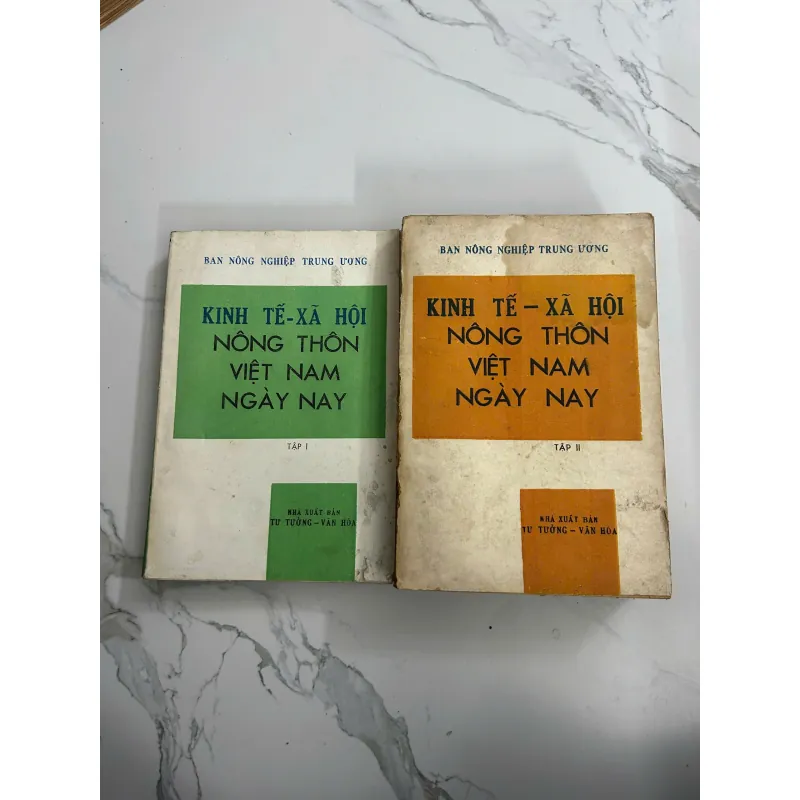 BAN NÔNG NGHIỆP TRUNG ƯƠNG
KINH TẾ-XÃ HỘI
NÔNG THÔN
VIỆT NAM
NGÀY NAY
TẬP I
NHÀ XUẤT BẢN
TƯ TƯỞNG - VĂN HÓA
BAN NÔNG NGHIỆP TRUNG ƯƠNG
KINH TẾ - XÃ HỘI
NÔNG THÔN
VIỆT NAM
NGÀY NAY
TẬP II
NHÀ XUẤT BẢN
TƯ TƯỞNG - VĂN HÓA